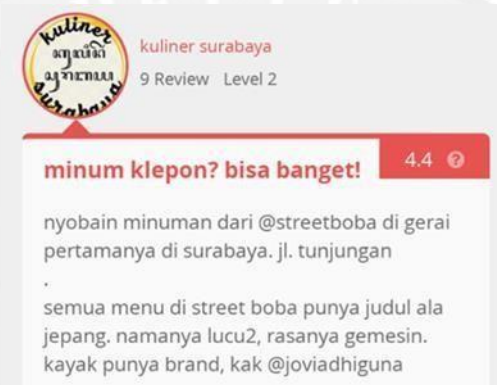 kuliner
surabaya
kuliner surabaya
9 Review Level 2
minum klepon? bisa banget!
4.4 ?
nyobain minuman dari @streetboba di gerai
pertamanya di surabaya. jl. tunjungan
.
semua menu di street boba punya judul ala
jepang. namanya lucu2, rasanya gemesin.
kayak punya brand, kak @joviadhiguna